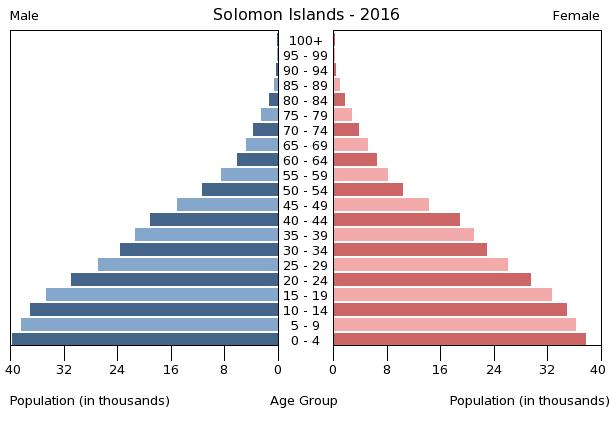 Male Solomon Islands - 2016 Female
100+
95 - 99
90 - 94
85 - 89
80 - 84
75 - 79
70 - 74
65 - 69
60 - 64
55 - 59
50 - 54
45 - 49
40 - 44
35 - 39
30 - 34
25 - 29
20 - 24
15 - 19
10 - 14
5 - 9
0 - 4
40 32 24 16 8 0 0 8 16 24 32 40
Population (in thousands) Age Group Population (in thousands)